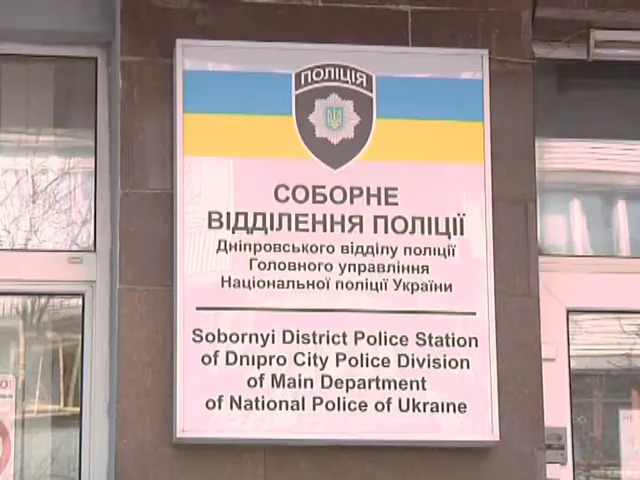 ПОЛІЦІЯ
СОБОРНЕ
ВІДДІЛЕННЯ ПОЛІЦІЇ
Дніпровського відділу поліції
Головного управління
Національної поліції України
Sobornyi District Police Station
of Dnipro City Police Division
of Main Department
of National Police of Ukraine